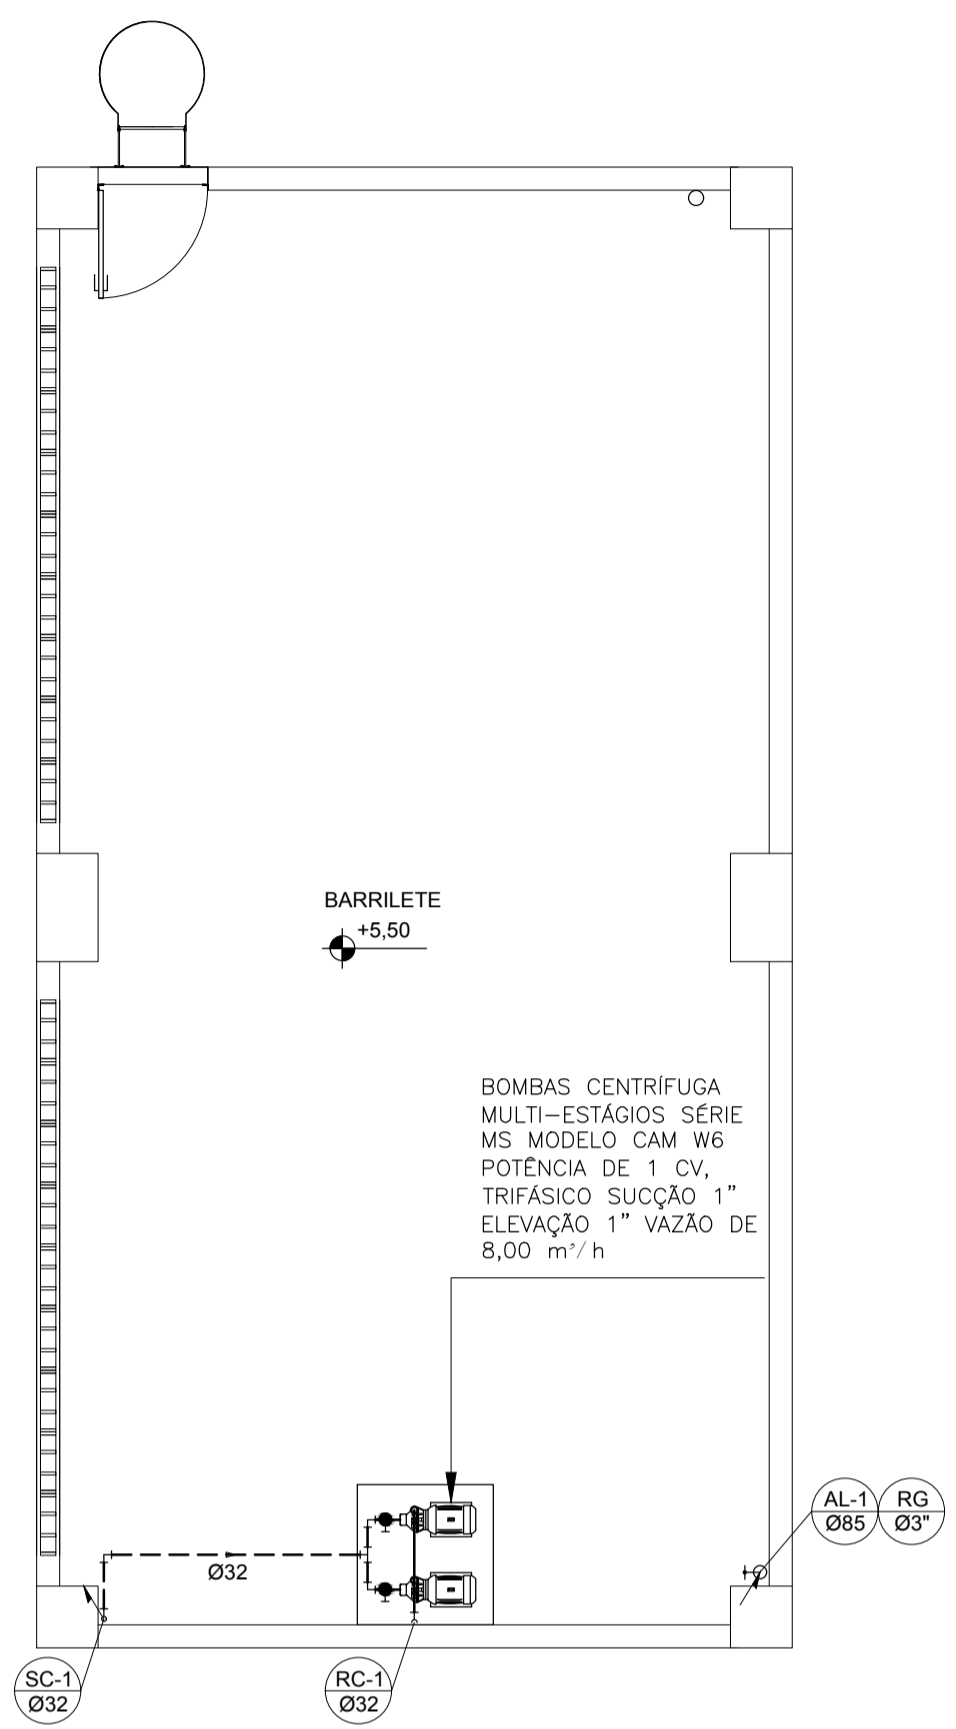 BARRILETE
+5,50
BOMBAS CENTRÍFUGA
MULTI-ESTÁGIOS SÉRIE
MS MODELO CAM W6
POTÊNCIA DE 1 CV,
TRIFÁSICO SUCÇÃO 1”
ELEVAÇÃO 1” VAZÃO DE
8,00 m³/h
AL-1
Ø85
RG
Ø3"
Ø32
SC-1
Ø32
RC-1
Ø32